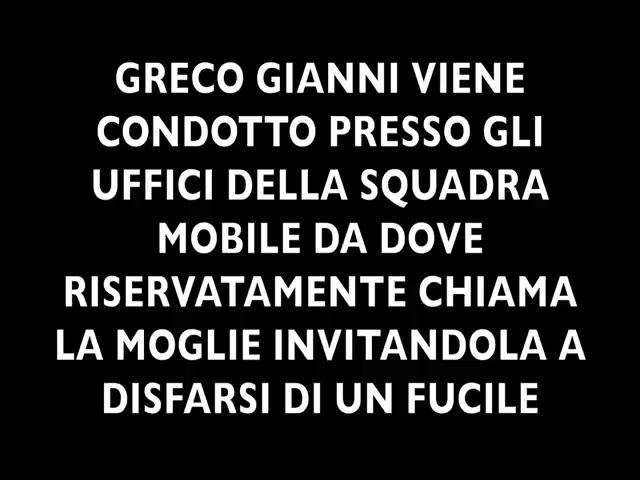 GRECO GIANNI VIENE
CONDOTTO PRESSO GLI
UFFICI DELLA SQUADRA
MOBILE DA DOVE
RISERVATAMENTE CHIAMA
LA MOGLIE INVITANDOLA A
DISFARSI DI UN FUCILE